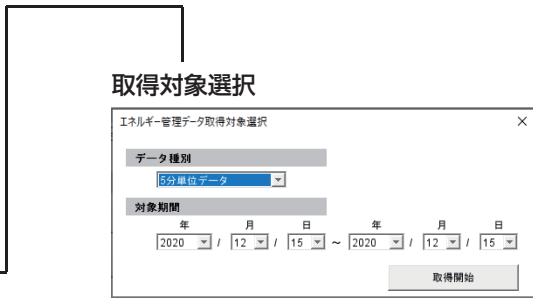 取得対象選択
エネルギー管理データ取得対象選択
データ種別
5分単位データ
対象期間
年 月 日 年 月 日
2020 / 12 / 15 ～ 2020 / 12 / 15
取得開始